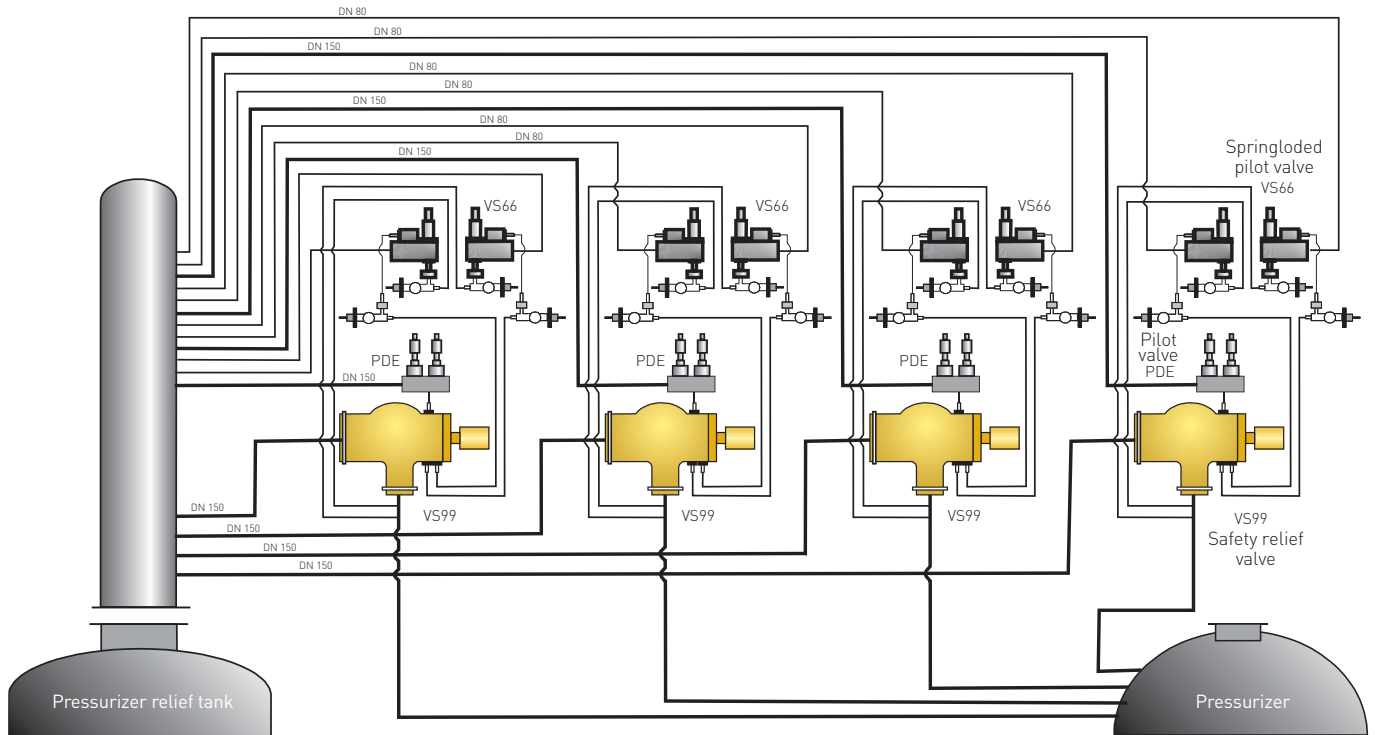 DN 80
DN 80
DN 150
DN 80
DN 80
DN 150
DN 80
DN 80
DN 150
Springloded
pilot valve
VS66
VS66
VS66
VS66
PDE
PDE
PDE
Pilot
valve
PDE
DN 150
DN 150
DN 150
DN 150
DN 150
VS99
VS99
VS99
VS99
Safety relief
valve
Pressurizer relief tank
Pressurizer